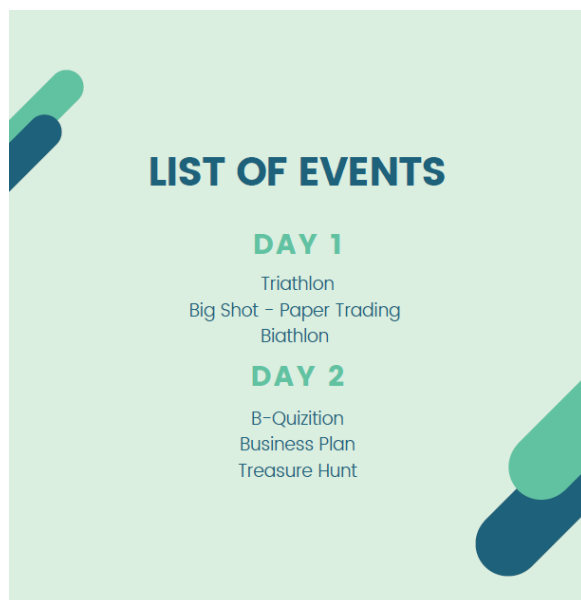 LIST OF EVENTS
DAY 1
Triathlon
Big Shot - Paper Trading
Biathlon
DAY 2
B-Quizition
Business Plan
Treasure Hunt